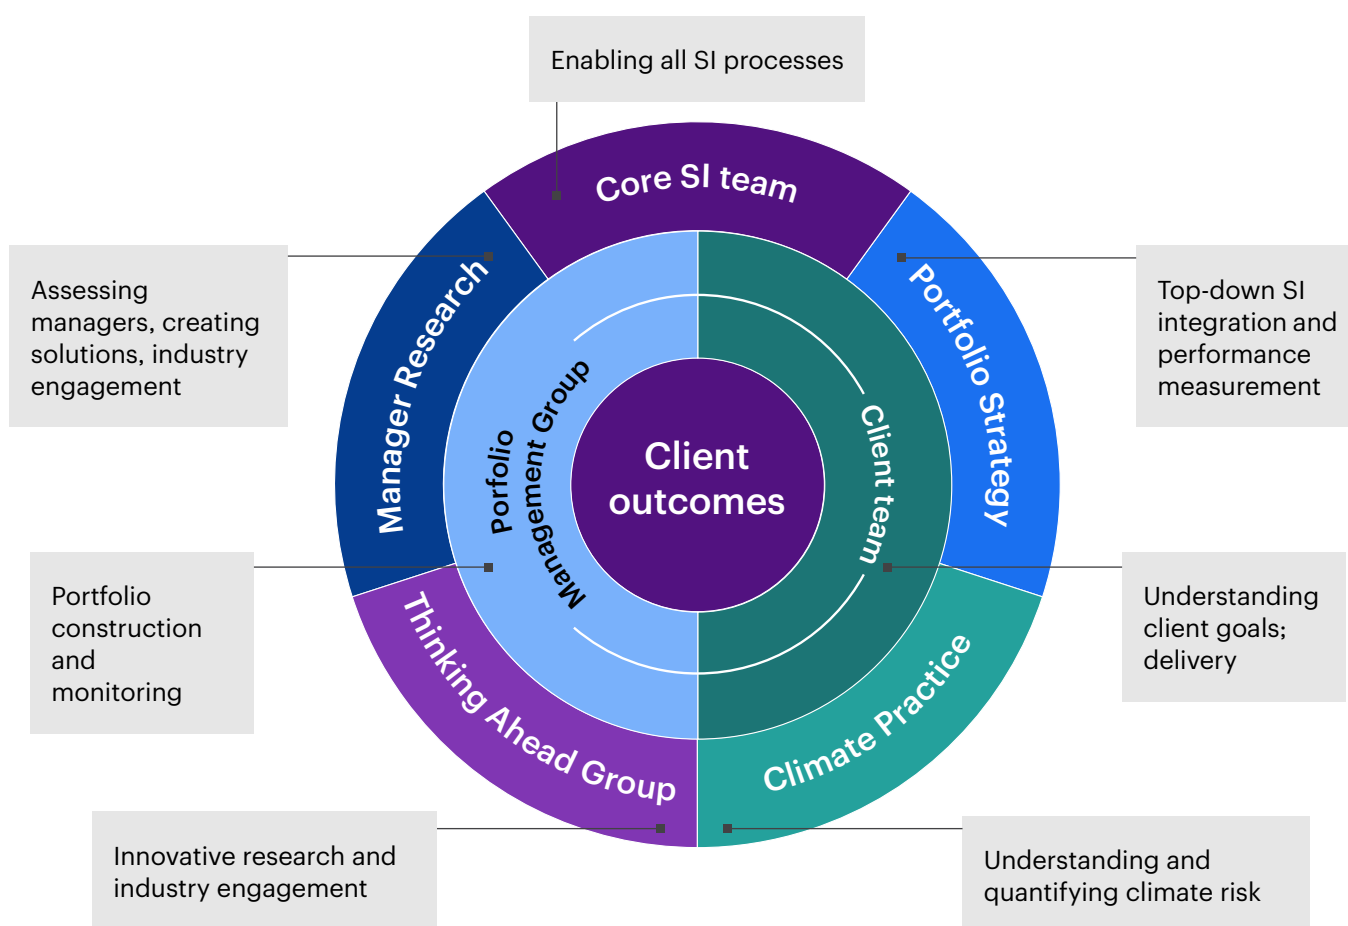 Enabling all SI processes
Core SI team
Assessing
managers, creating
solutions, industry
engagement
Manager Research
Portfolio Strategy
Top-down SI
integration and
performance
measurement
Porfolio
Management Group
Client
outcomes
Client team
Portfolio
construction
and
monitoring
Understanding
client goals;
delivery
Thinking Ahead Group
Climate Practice
Innovative research and
industry engagement
Understanding and
quantifying climate risk